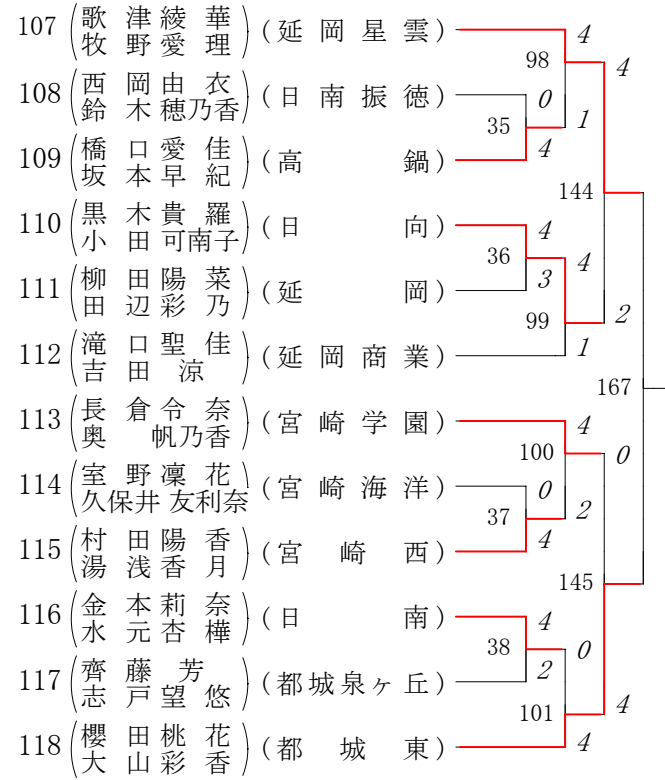 107 (歌津綾華 牧野愛理) (延岡星雲)
108 (西岡由衣 鈴木穂乃香) (日南振徳)
109 (橋口愛佳 坂本早紀) (高鍋)
110 (黒木貴羅 小田可南子) (日向)
111 (柳田陽菜 田辺彩乃) (延岡)
112 (滝口聖佳 吉田涼) (延岡商業)
113 (長倉令奈 奥帆乃香) (宮崎学園)
114 (室野凜花 久保井友利奈) (宮崎海洋)
115 (村田陽香 湯浅香月) (宮崎西)
116 (金本莉奈 水元杏樺) (日南)
117 (齊藤芳 志戸望悠) (都城泉ヶ丘)
118 (櫻田桃花 大山彩香) (都城東)
4
98
4
0
35
1
4
144
4
36
4
3
99
2
1
167
4
100
0
0
37
2
4
145
4
38
0
2
101
4
4